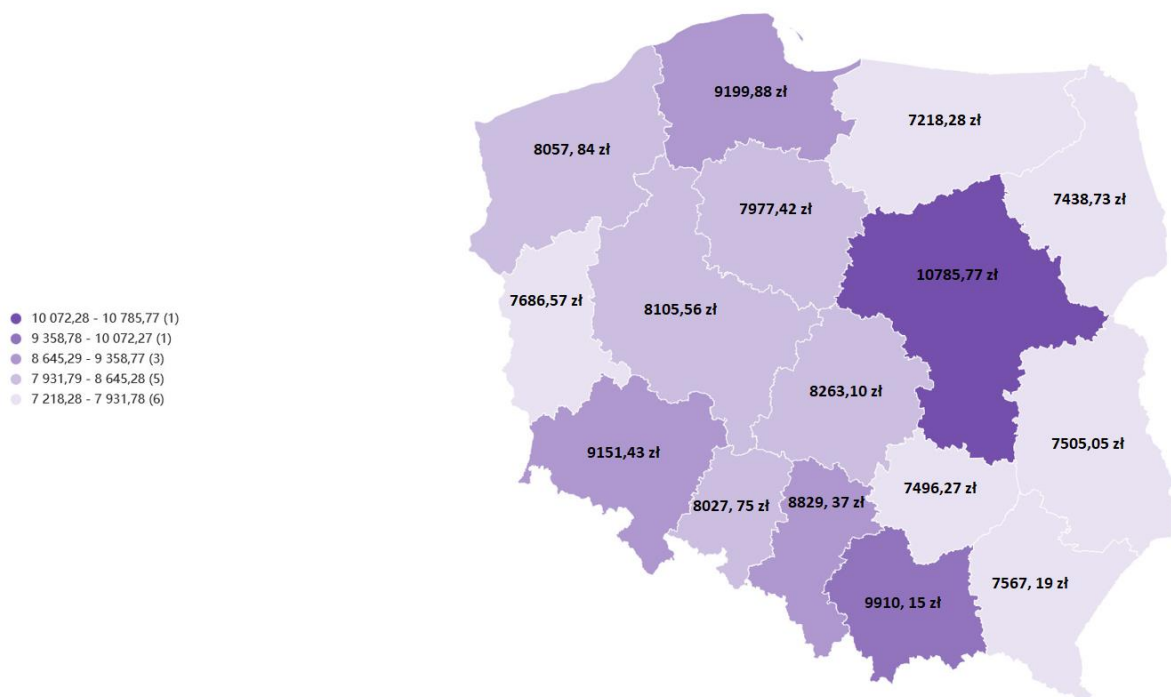 9199,88 zł
7218,28 zł
8057, 84 zł
7438,73 zł
7977,42 zł
10785,77 zł
7686,57 zł
8105,56 zł
10 072,28 - 10 785,77 (1)
9 358,78 - 10 072,27 (1)
8 645,29 - 9 358,77 (3)
7 931,79 - 8 645,28 (5)
7 218,28 - 7 931,78 (6)
8263,10 zł
9151,43 zł
7505,05 zł
7496,27 zł
8027, 75 zł
8829, 37 zł
7567, 19 zł
9910, 15 zł